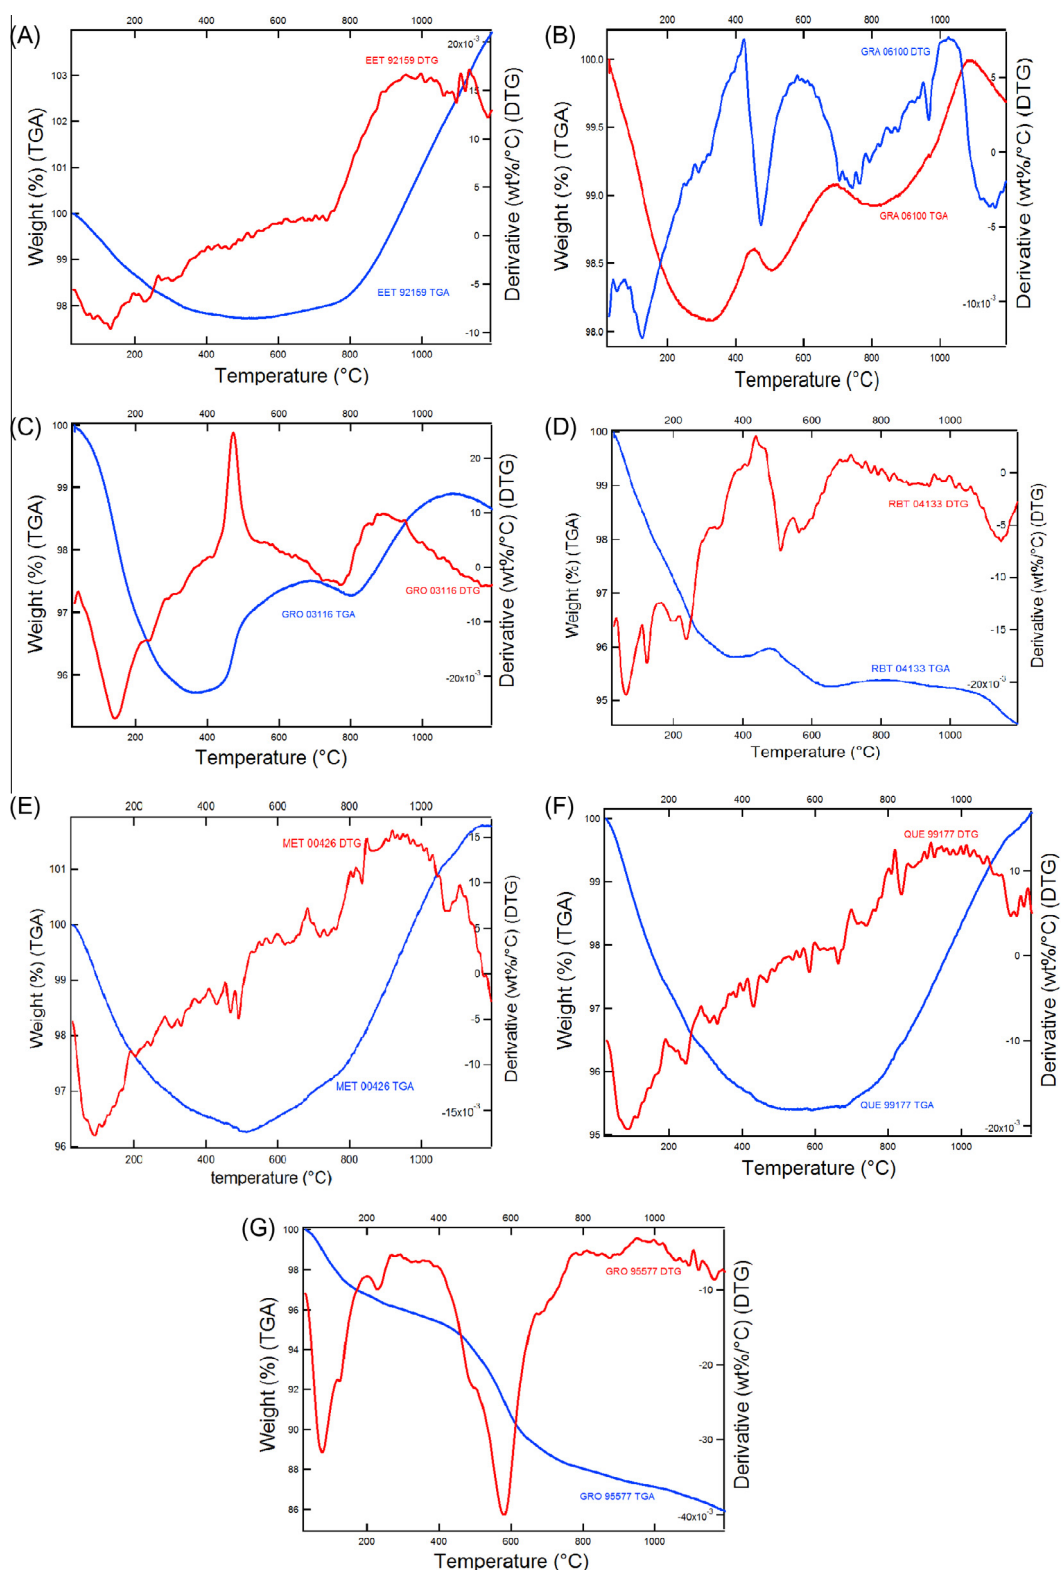 (A)
200 400 600 800 1000
20x10⁻³
EET 92159 DTG
103
102
101
100
99
98
15
10
5
0
-5
-10
EET 92159 TGA
Weight (%) (TGA)
Derivative (wt%/°C) (DTG)
200 400 600 800 1000
Temperature (°C)
(B)
200 400 600 800 1000
GRA 06100 DTG
100.0
99.5
99.0
98.5
98.0
5
0
-5
-10x10⁻³
GRA 06100 TGA
Weight (%) (TGA)
Derivative (wt%/°C) (DTG)
200 400 600 800 1000
Temperature (°C)
(C)
200 400 600 800 1000
100
99
98
97
96
20
10
0
-10
-20x10⁻³
GRO 03116 DTG
GRO 03116 TGA
Weight (%) (TGA)
Derivative (wt%/°C) (DTG)
200 400 600 800 1000
Temperature (°C)
(D)
200 400 600 800 1000
100
99
98
97
96
95
0
-5
-10
-15
-20x10⁻³
RBT 04133 DTG
RBT 04133 TGA
Weight (%) (TGA)
Derivative (wt%/°C) (DTG)
200 400 600 800 1000
Temperature (°C)
(E)
200 400 600 800 1000
MET 00426 DTG
101
100
99
98
97
96
15
10
5
0
-5
-10
-15x10⁻³
MET 00426 TGA
Weight (%) (TGA)
Derivative (wt%/°C) (DTG)
200 400 600 800 1000
temperature (°C)
(F)
200 400 600 800 1000
QUE 99177 DTG
100
99
98
97
96
95
10
0
-10
-20x10⁻³
QUE 99177 TGA
Weight (%) (TGA)
Derivative (wt%/°C) (DTG)
200 400 600 800 1000
Temperature (°C)
(G)
200 400 600 800 1000
100
98
96
94
92
90
88
86
-10
-20
-30
-40x10⁻³
GRO 95577 DTG
GRO 95577 TGA
Weight (%) (TGA)
Derivative (wt%/°C) (DTG)
200 400 600 800 1000
Temperature (°C)